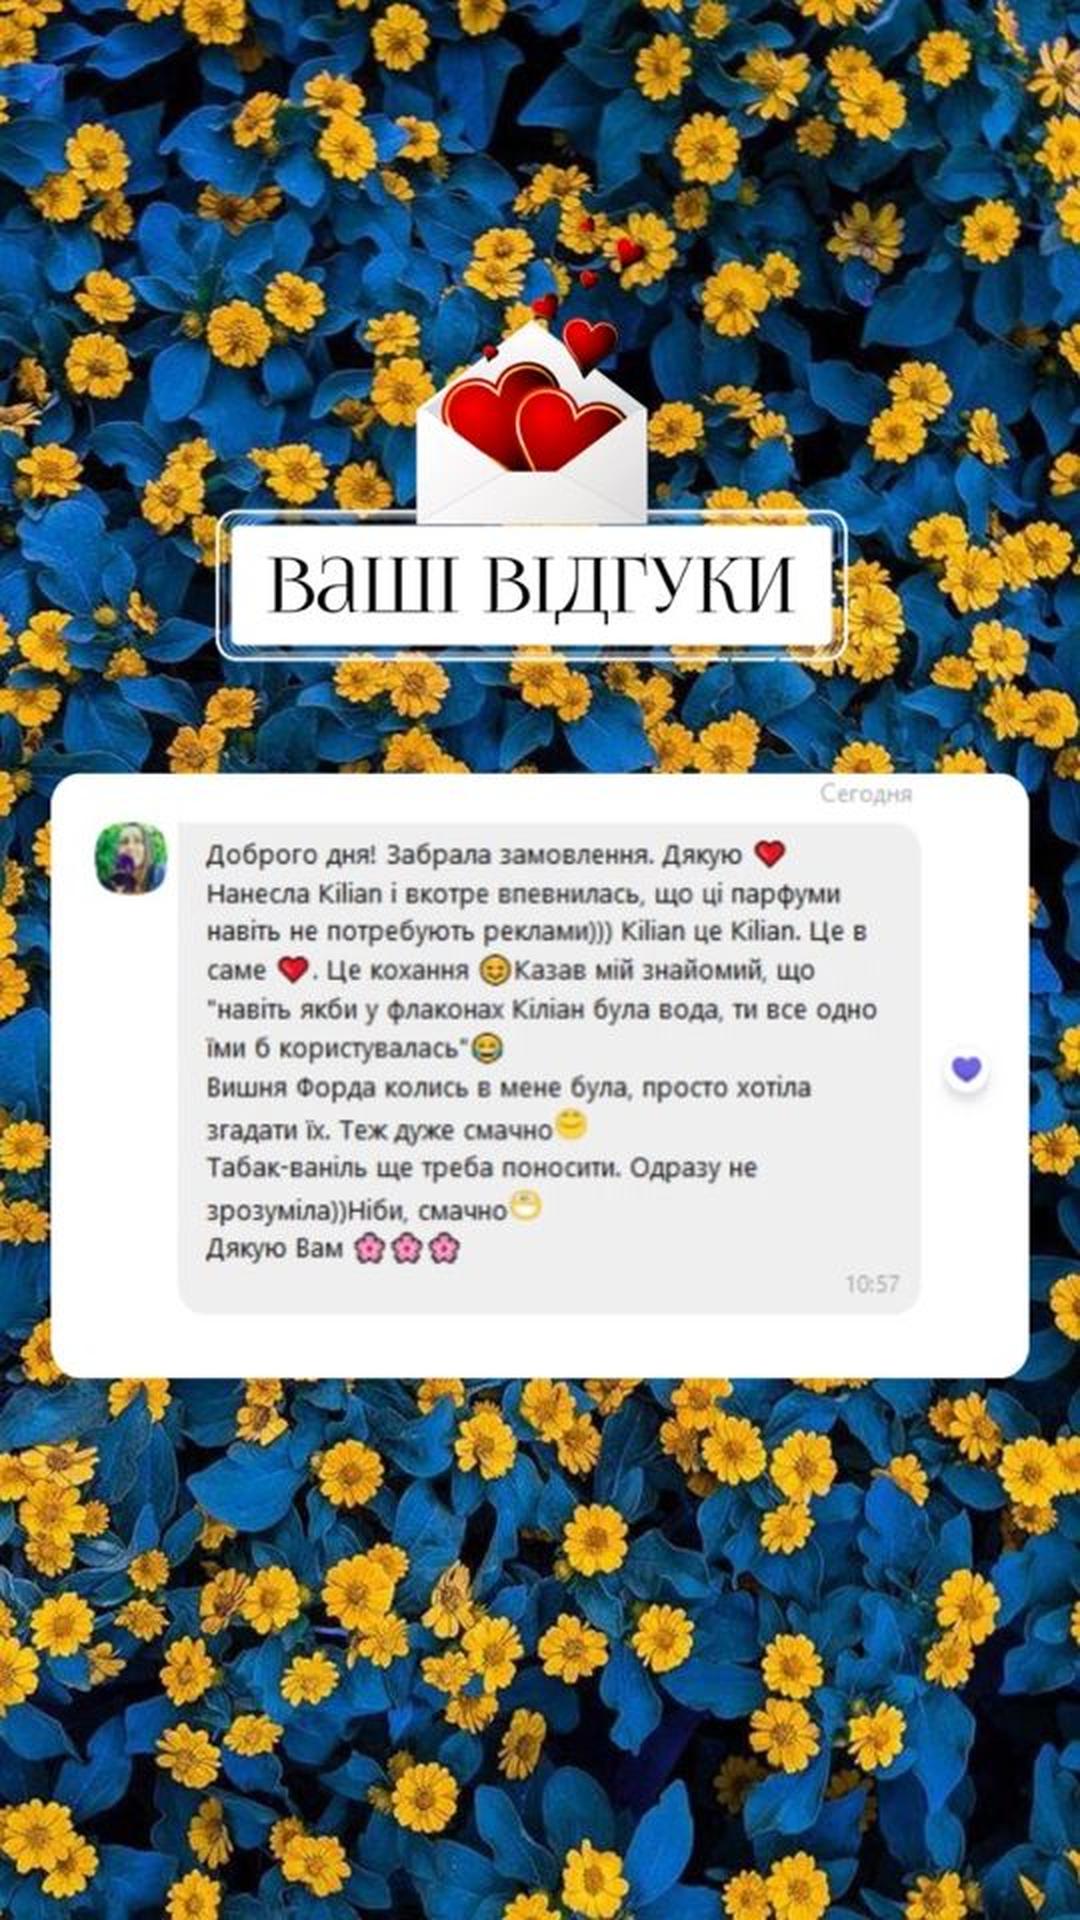 ВАШІ ВІДГУКИ
Сегодня
Доброго дня! Забрала замовлення. Дякую ❤️
Нанесла Kilian і вкотре впевнилась, що ці парфуми
навіть не потребують реклами))) Kilian це Kilian. Це в
саме ❤️. Це кохання 😊Казав мій знайомий, що
"навіть якби у флаконах Кіліан була вода, ти все одно
їми б користувалась"😂
Вишня Форда колись в мене була, просто хотіла
згадати їх. Теж дуже смачно😊
Табак-ваніль ще треба поносити. Одразу не
зрозуміла))Ніби, смачно😁
Дякую Вам 🌸🌸🌸
10:57